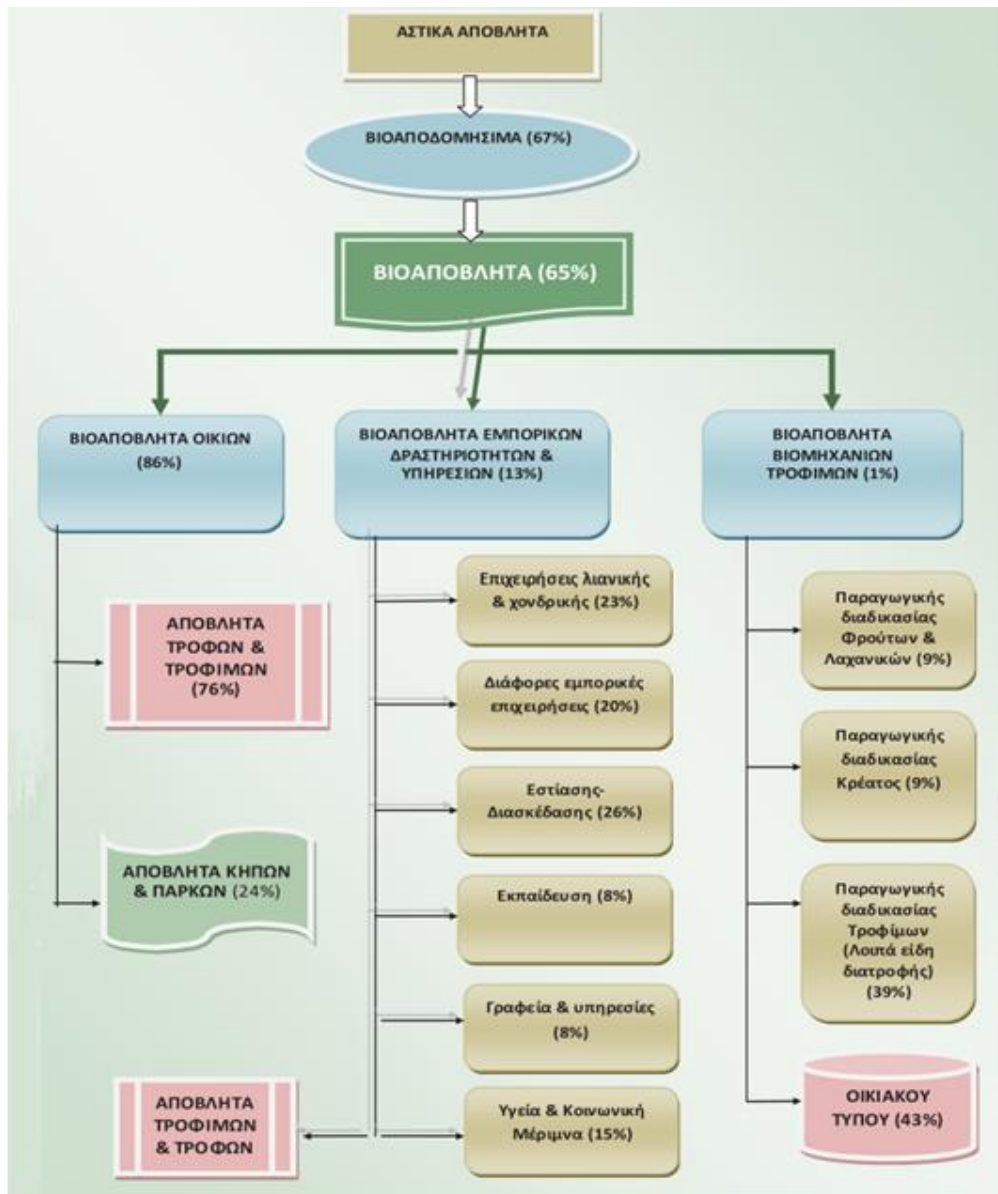 ΑΣΤΙΚΑ ΑΠΟΒΛΗΤΑ
ΒΙΟΑΠΟΔΟΜΗΣΙΜΑ (67%)
ΒΙΟΑΠΟΒΛΗΤΑ (65%)
ΒΙΟΑΠΟΒΛΗΤΑ ΟΙΚΙΩΝ
(86%)
ΑΠΟΒΛΗΤΑ
ΤΡΟΦΩΝ &
ΤΡΟΦΙΜΩΝ
(76%)
ΑΠΟΒΛΗΤΑ ΚΗΠΩΝ
& ΠΑΡΚΩΝ (24%)
ΒΙΟΑΠΟΒΛΗΤΑ ΕΜΠΟΡΙΚΩΝ
ΔΡΑΣΤΗΡΙΟΤΗΤΩΝ &
ΥΠΗΡΕΣΙΩΝ (13%)
Επιχειρήσεις λιανικής
& χονδρικής (23%)
Διάφορες εμπορικές
επιχειρήσεις (20%)
Εστίασης-
Διασκέδασης (26%)
Εκπαίδευση (8%)
Γραφεία & υπηρεσίες
(8%)
Υγεία & Κοινωνική
Μέριμνα (15%)
ΑΠΟΒΛΗΤΑ
ΤΡΟΦΙΜΩΝ
& ΤΡΟΦΩΝ
ΒΙΟΑΠΟΒΛΗΤΑ
ΒΙΟΜΗΧΑΝΙΩΝ
ΤΡΟΦΙΜΩΝ (1%)
Παραγωγικής
διαδικασίας
Φρούτων &
Λαχανικών (9%)
Παραγωγικής
διαδικασίας
Κρέατος (9%)
Παραγωγικής
διαδικασίας
Τροφίμων
(Λοιπά είδη
διατροφής)
(39%)
ΟΙΚΙΑΚΟΥ
ΤΥΠΟΥ (43%)